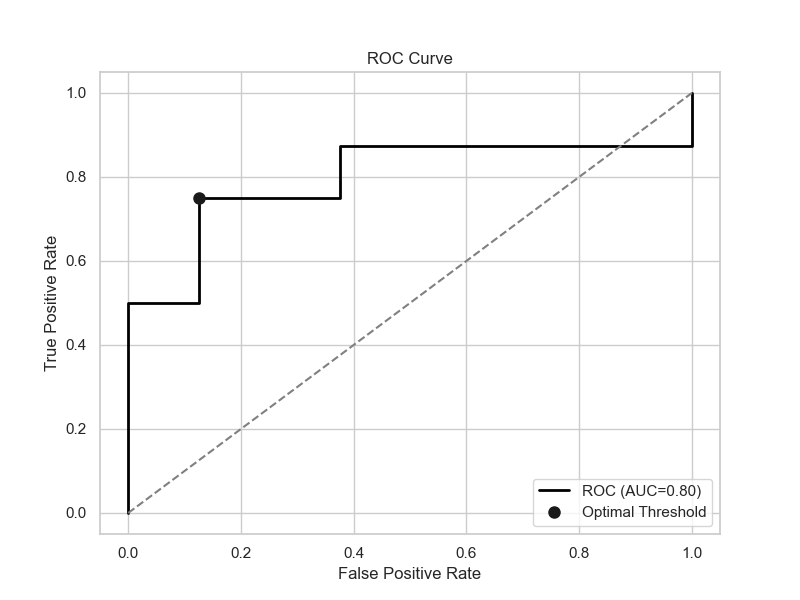 ROC Curve
True Positive Rate
1.0
0.8
0.6
0.4
0.2
0.0
ROC (AUC=0.80)
Optimal Threshold
0.0 0.2 0.4 0.6 0.8 1.0
False Positive Rate